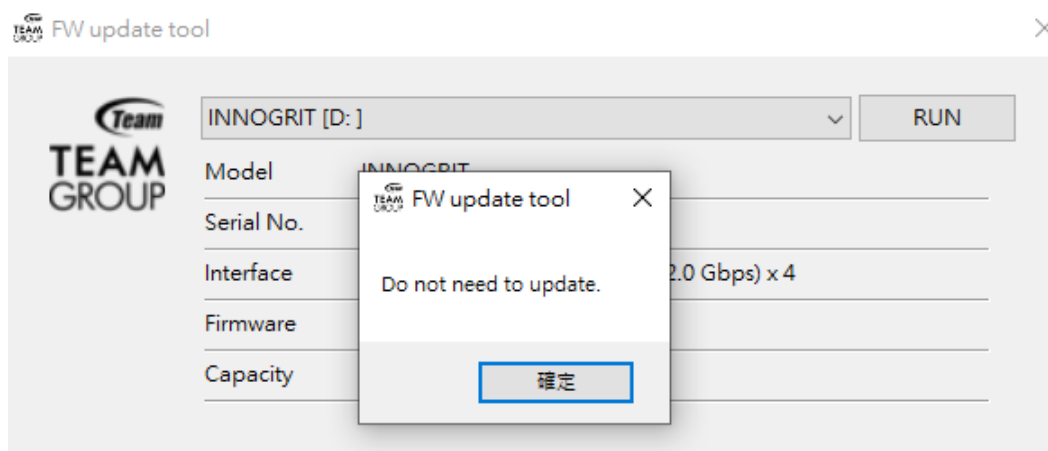 FW update tool
Team
TEAM
GROUP
INNOGRIT [D: ]
RUN
Model INNOGRIT
Serial No.
Interface 2.0 Gbps) x 4
Firmware
Capacity
FW update tool
Do not need to update.
確定